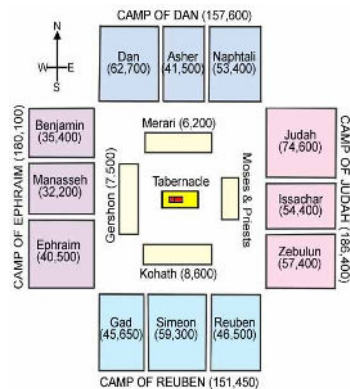 CAMP OF DAN (157,600)
N
W E
S
Dan
(62,700)
Asher
(41,500)
Naphtali
(53,400)
Merari (6,200)
CAMP OF EPHRAIM (180,100)
Benjamin
(35,400)
Manasseh
(32,200)
Ephraim
(40,500)
Gershon (7,500)
Tabernacle
Moses & Priests
Judah
(74,600)
Issachar
(54,400)
Zebulun
(57,400)
CAMP OF JUDAH (186,400)
Kohath (8,600)
Gad
(45,650)
Simeon
(59,300)
Reuben
(46,500)
CAMP OF REUBEN (151,450)